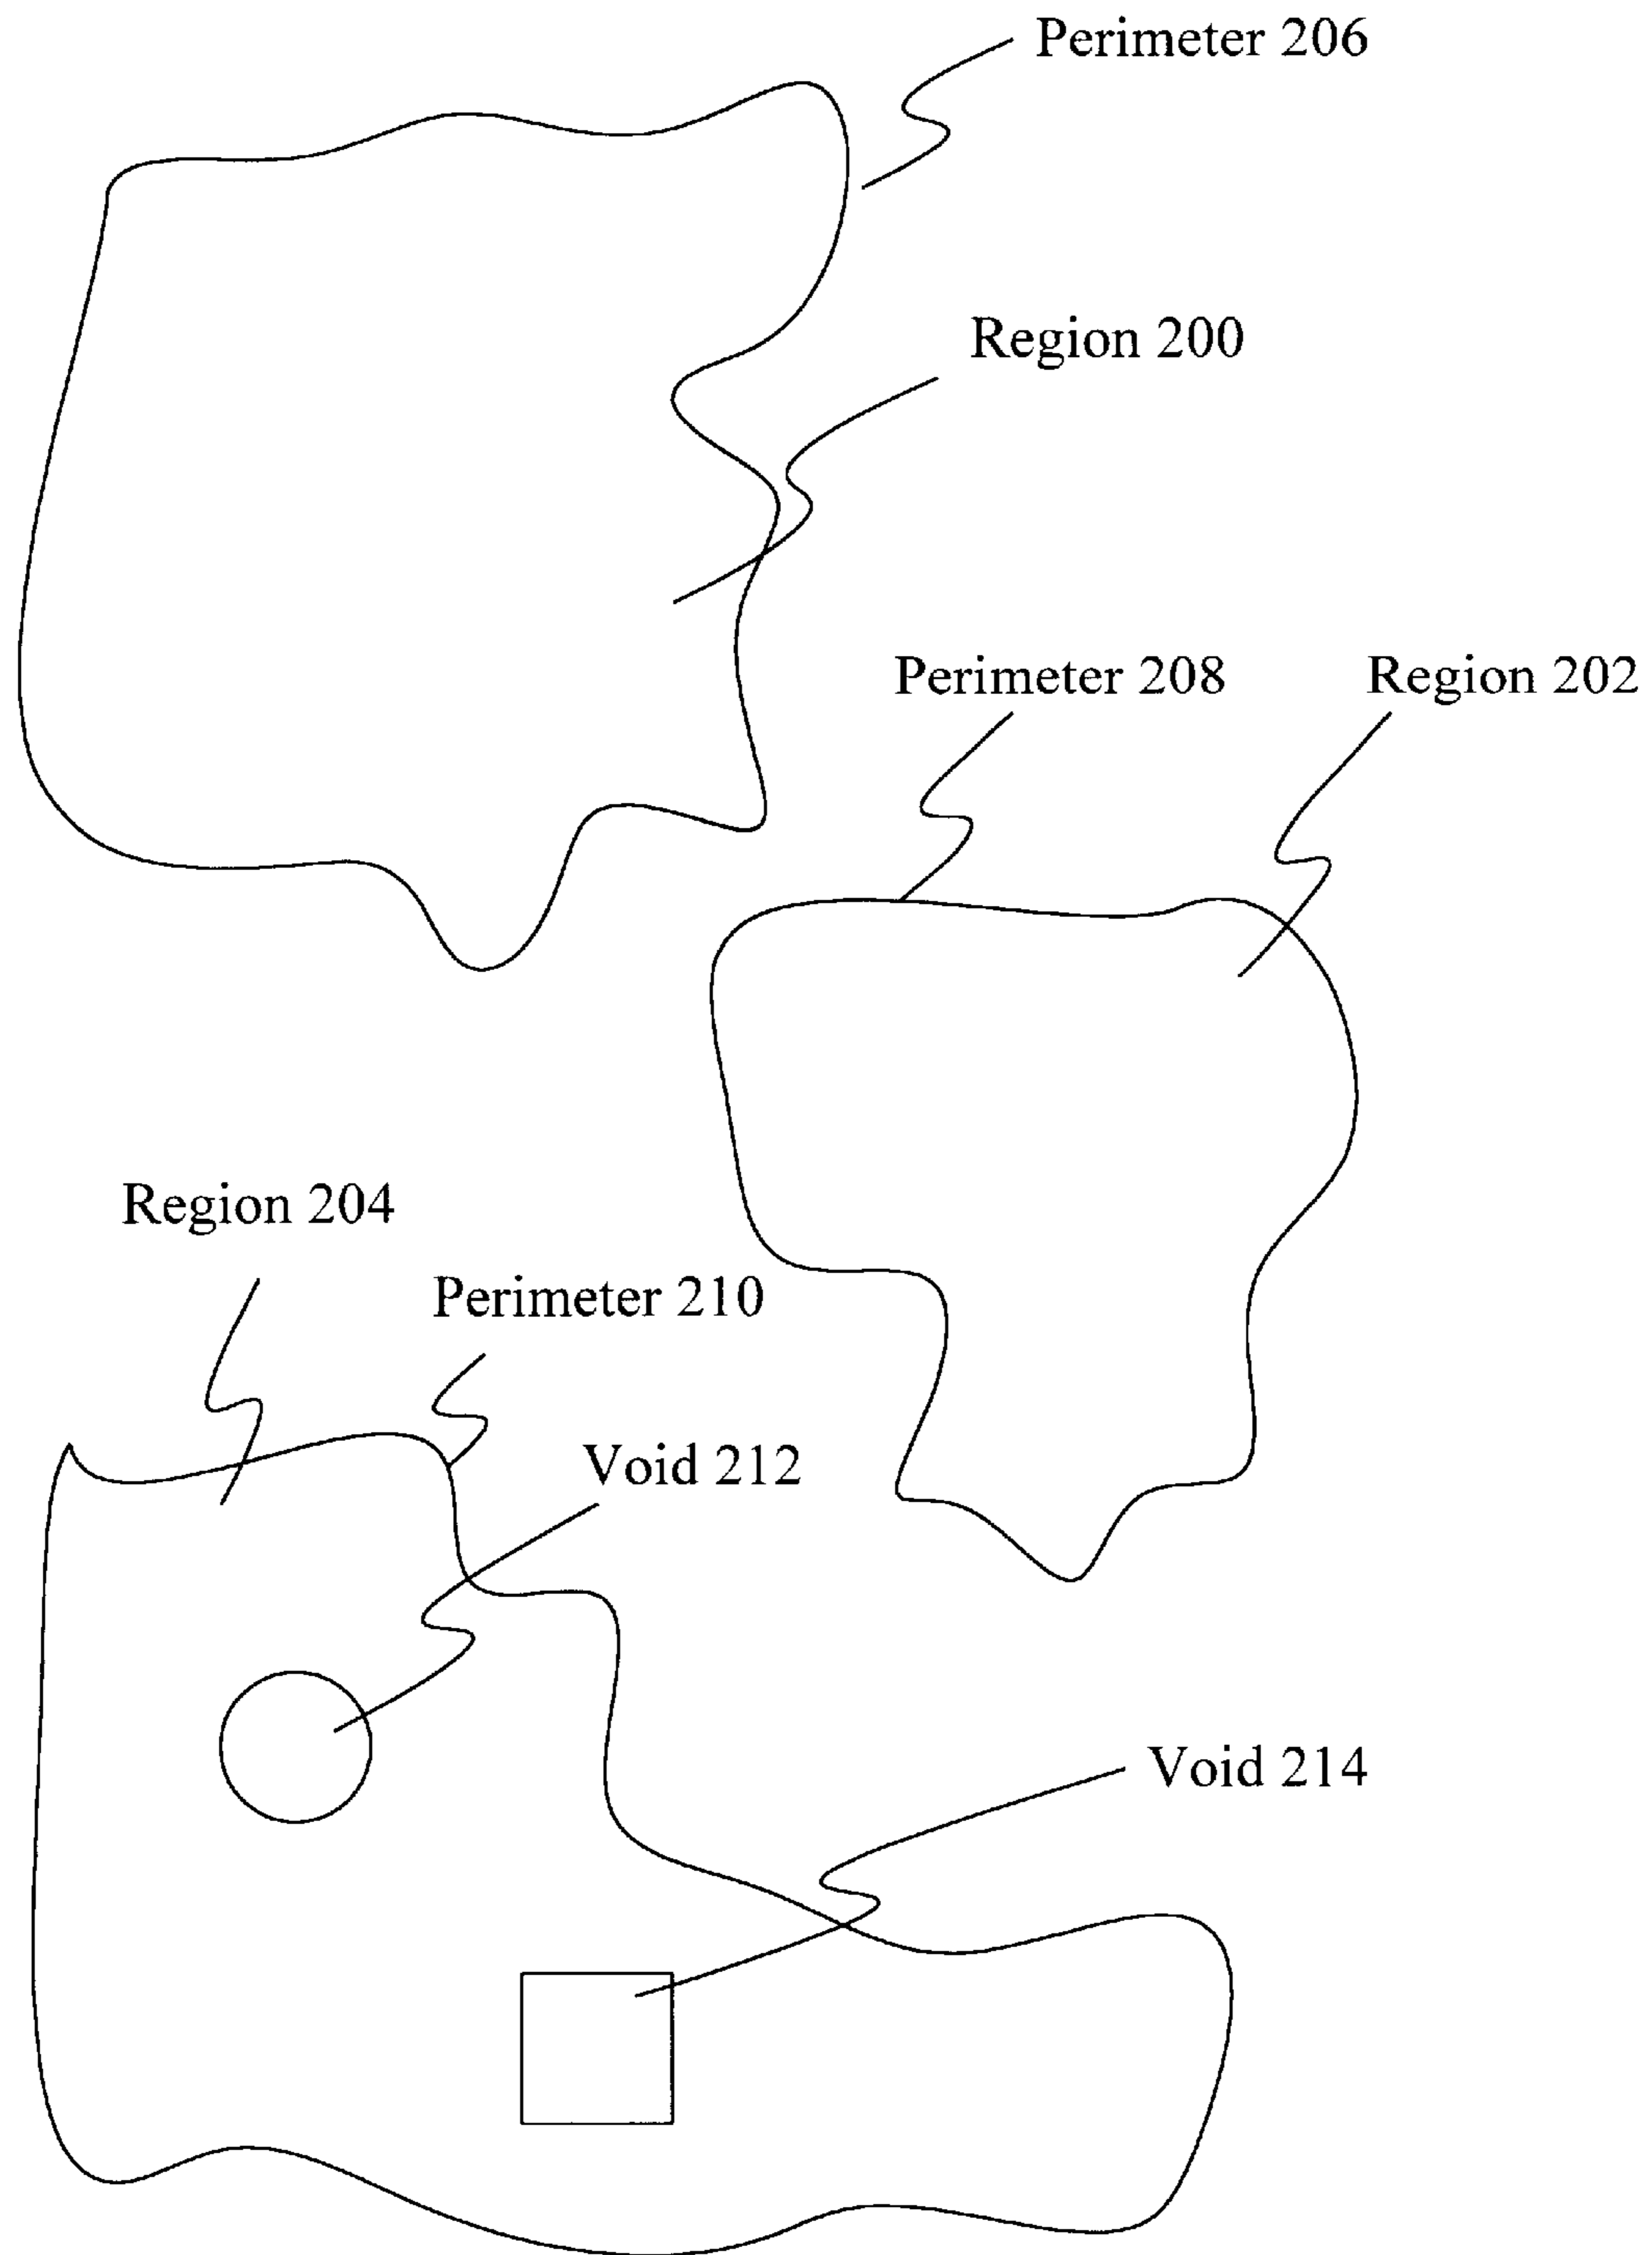 Perimeter 206
Region 200
Perimeter 208
Region 202
Region 204
Perimeter 210
Void 212
Void 214